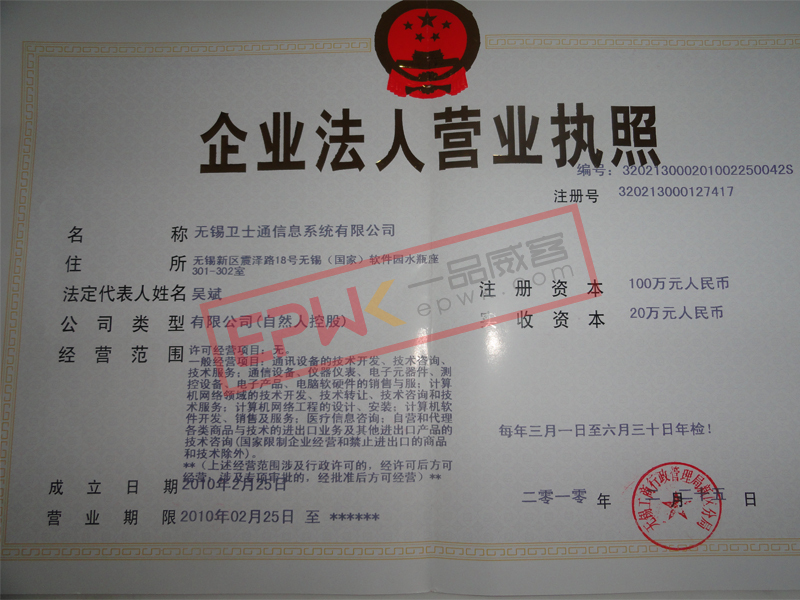 企业法人营业执照
编号：320213000201002250042S
注册号 320213000127417
名 称 无锡卫士通信息系统有限公司
住 所 无锡新区震泽路18号无锡（国家）软件园水瓶座
301-302室
法定代表人姓名 吴斌
注册资本 100万元人民币
公司类型 有限公司(自然人控股)
实收资本 20万元人民币
经营范围 许可经营项目：无。
一般经营项目：通讯设备的技术开发、技术咨询、
技术服务；通信设备、仪器仪表、电子元器件、测
控设备、电子产品、电脑软硬件的销售与服；计算
机网络领域的技术开发、技术转让、技术咨询和技
术服务；计算机网络工程的设计、安装；计算机软
件开发、销售及服务；医疗信息咨询；自营和代理
各类商品与技术的进出口业务及其他进出口产品的
技术咨询(国家限制企业经营和禁止进出口的商品
和技术除外)。
**（上述经营范围涉及行政许可的，经许可后方可
经营；涉及专项审批的，经批准后方可经营）**
每年三月一日至六月三十日年检！
成立日期 2010年2月25日
二零一零 年 二 月 二十五 日
营业期限 2010年02月25日 至 ******
无锡工商行政管理局新区分局
EPWK 一品威客
epwk.com